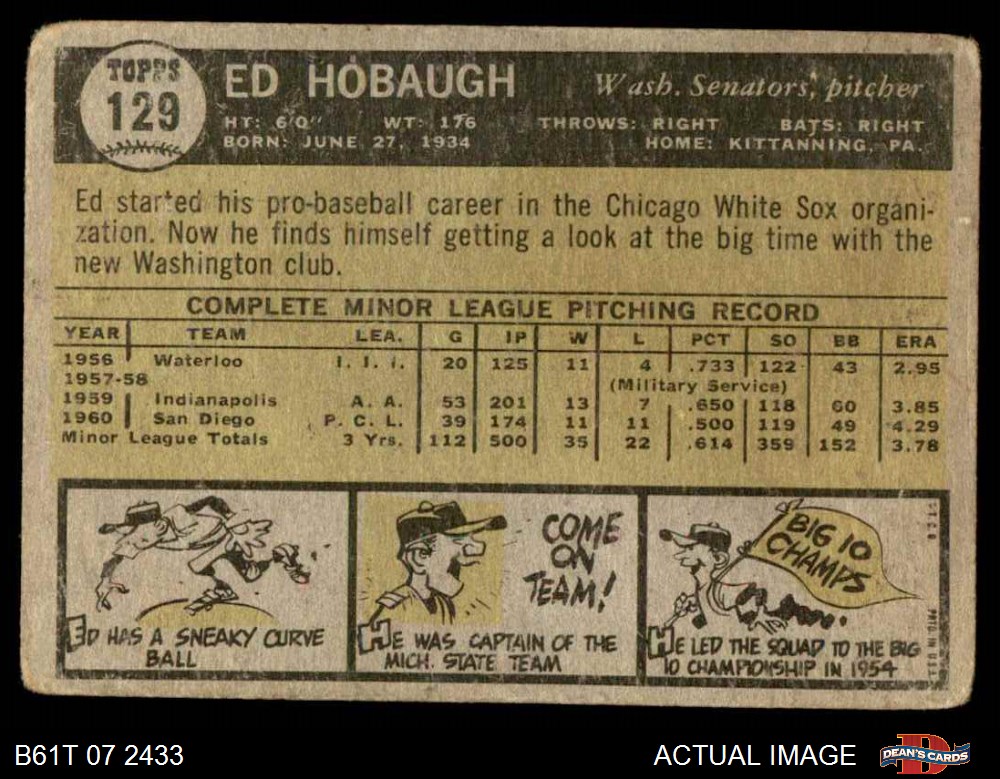 TOPPS
129
ED HOBAUGH
Wash. Senators, pitcher
HT: 6'0" WT: 176 THROWS: RIGHT BATS: RIGHT
BORN: JUNE 27, 1934 HOME: KITTANNING, PA.
Ed started his pro-baseball career in the Chicago White Sox organi-
zation. Now he finds himself getting a look at the big time with the
new Washington club.
COMPLETE MINOR LEAGUE PITCHING RECORD
YEAR TEAM LEA. G IP W L PCT SO BB ERA
1956 Waterloo I. I. I. 20 125 11 4 .733 122 43 2.95
1957-58 (Military Service)
1959 Indianapolis A. A. 53 201 13 7 .650 118 60 3.85
1960 San Diego P. C. L. 39 174 11 11 .500 119 49 4.29
Minor League Totals 3 Yrs. 112 500 35 22 .614 359 152 3.78
ED HAS A SNEAKY CURVE
BALL
COME
ON
TEAM!
HE WAS CAPTAIN OF THE
MICH. STATE TEAM
BIG 10
CHAMPS
HE LED THE SQUAD TO THE BIG
10 CHAMPIONSHIP IN 1954
B61T 07 2433
ACTUAL IMAGE
DEAN'S CARDS